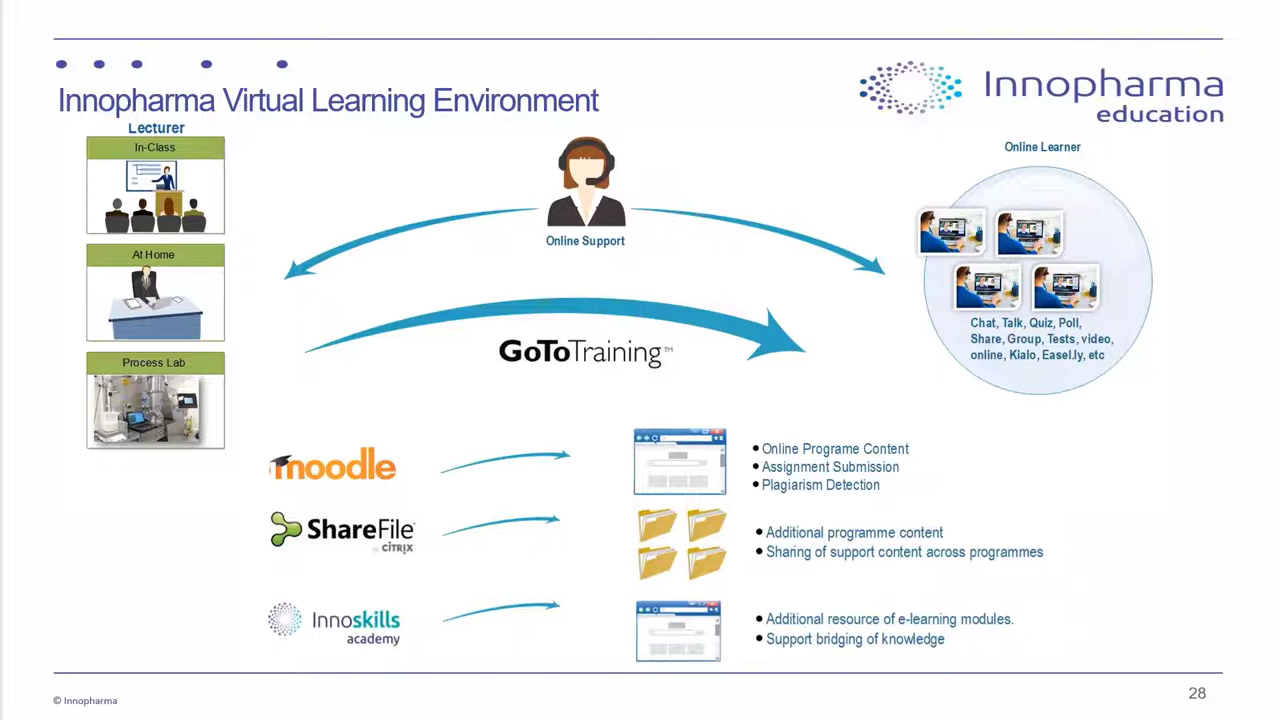 Innopharma Virtual Learning Environment
Innopharma
education
Lecturer
In-Class
At Home
Process Lab
Online Support
Online Learner
GoToTraining™
Chat, Talk, Quiz, Poll,
Share, Group, Tests, video,
online, Kialo, Easel.ly, etc
moodle
• Online Programe Content
• Assignment Submission
• Plagiarism Detection
ShareFile
by CITRIX
• Additional programme content
• Sharing of support content across programmes
Innoskills
academy
• Additional resource of e-learning modules.
• Support bridging of knowledge
© Innopharma
28